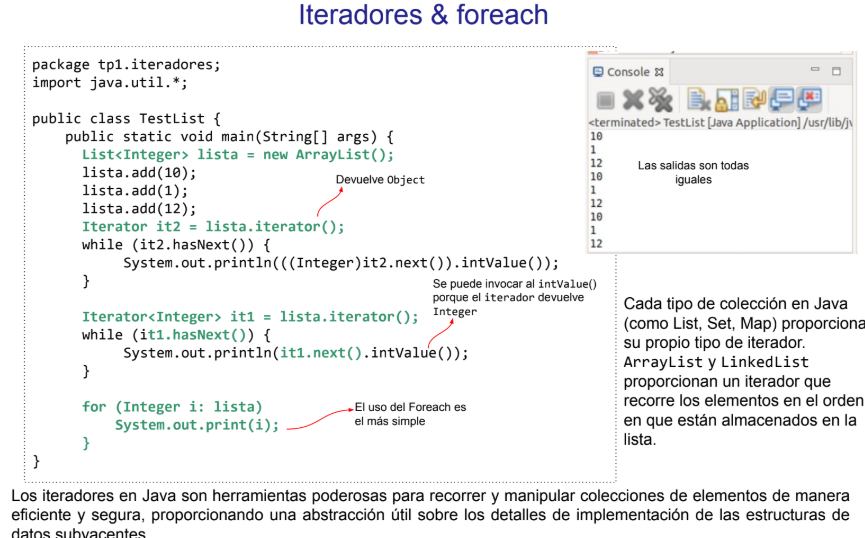 Iteradores & foreach
package tp1.iteradores;
import java.util.*;
public class TestList {
public static void main(String[] args) {
List<Integer> lista = new ArrayList();
lista.add(10);
lista.add(1);
lista.add(12);
Devuelve Object
Iterator it2 = lista.iterator();
while (it2.hasNext()) {
System.out.println(((Integer)it2.next()).intValue());
}
Se puede invocar al intValue()
porque el iterador devuelve
Integer
Iterator<Integer> it1 = lista.iterator();
while (it1.hasNext()) {
System.out.println(it1.next().intValue());
}
for (Integer i: lista)
System.out.print(i);
}
El uso del Foreach es
el más simple
}
Console
<terminated> TestList [Java Application] /usr/lib/jv
10
1
12
10
1
12
10
1
12
Las salidas son todas
iguales
Cada tipo de colección en Java
(como List, Set, Map) proporciona
su propio tipo de iterador.
ArrayList y LinkedList
proporcionan un iterador que
recorre los elementos en el orden
en que están almacenados en la
lista.
Los iteradores en Java son herramientas poderosas para recorrer y manipular colecciones de elementos de manera
eficiente y segura, proporcionando una abstracción útil sobre los detalles de implementación de las estructuras de
datos subyacentes